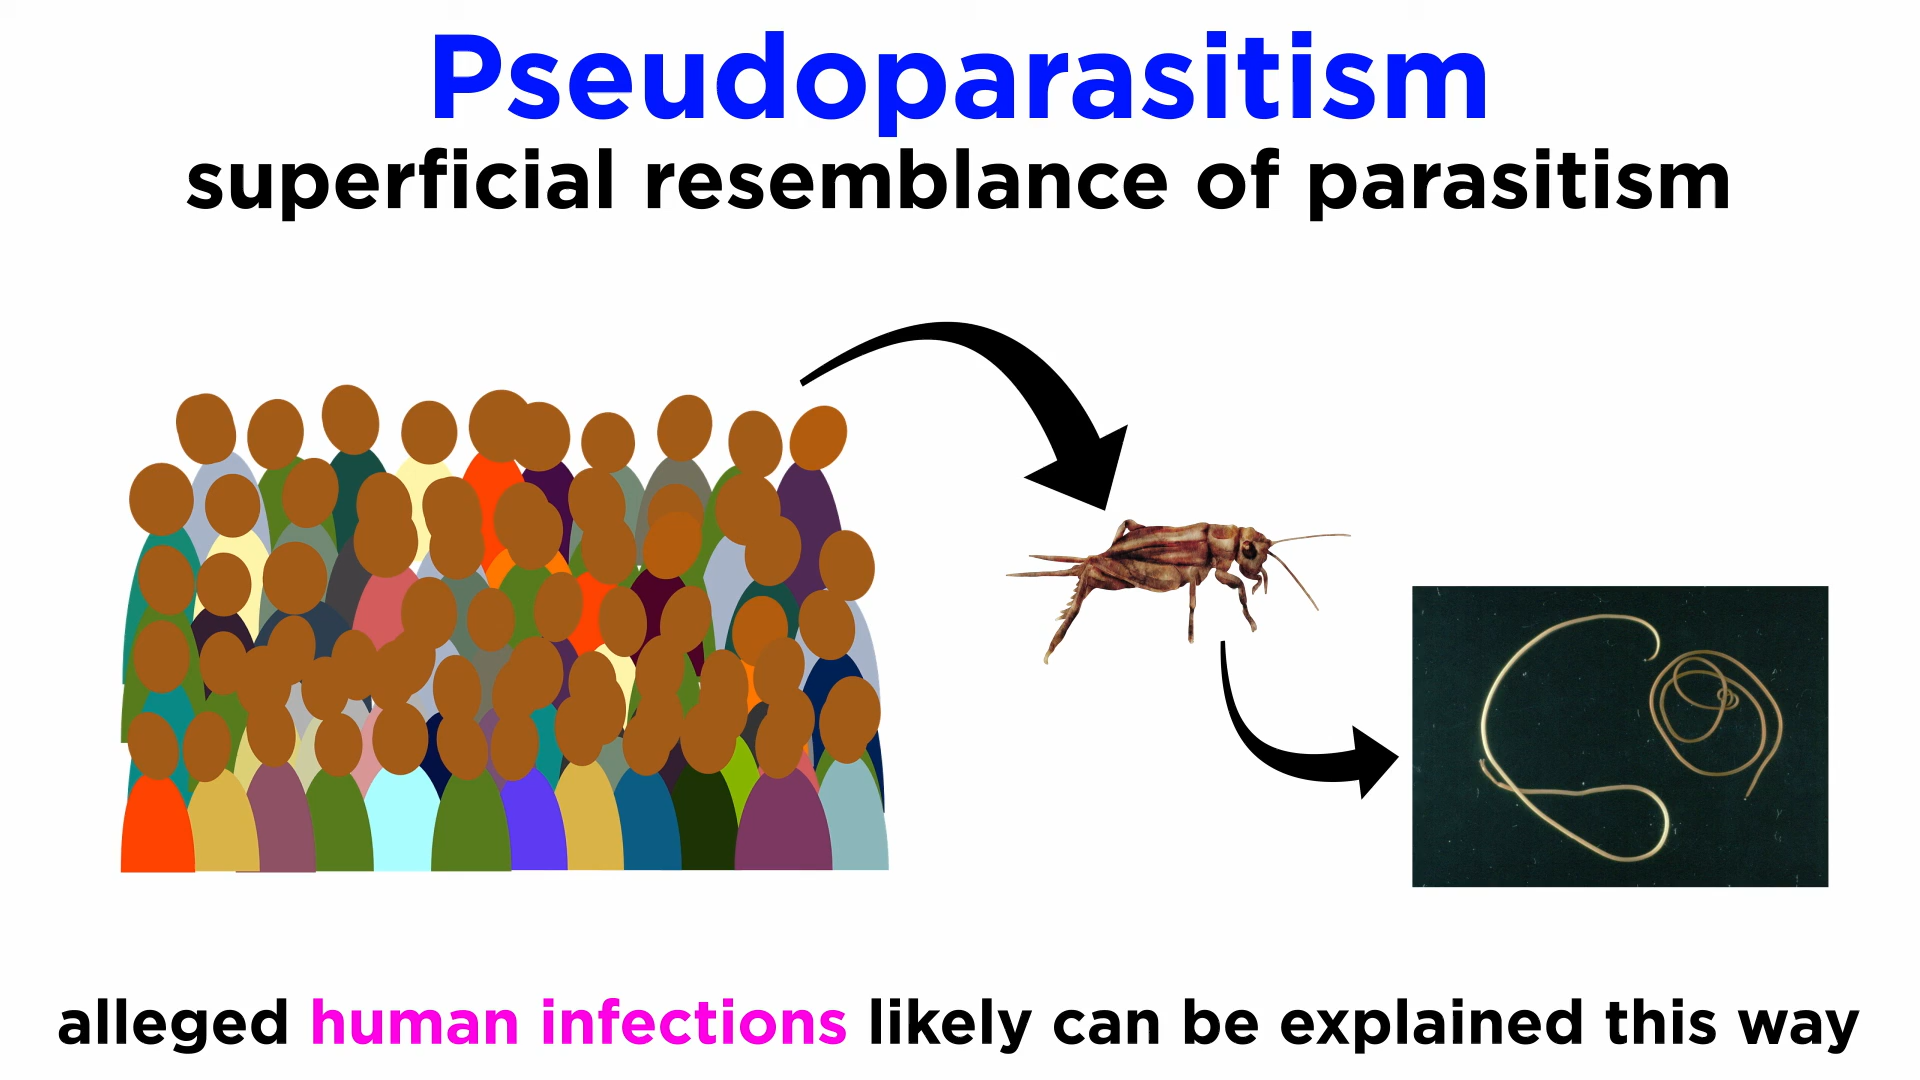 Pseudoparasitism
superficial resemblance of parasitism
alleged human infections likely can be explained this way